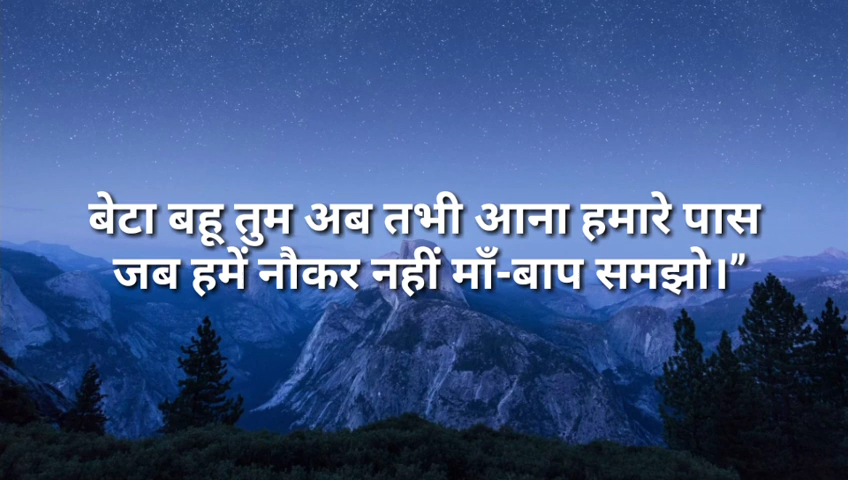 बेटा बहू तुम अब तभी आना हमारे पास
जब हमें नौकर नहीं माँ-बाप समझो।”